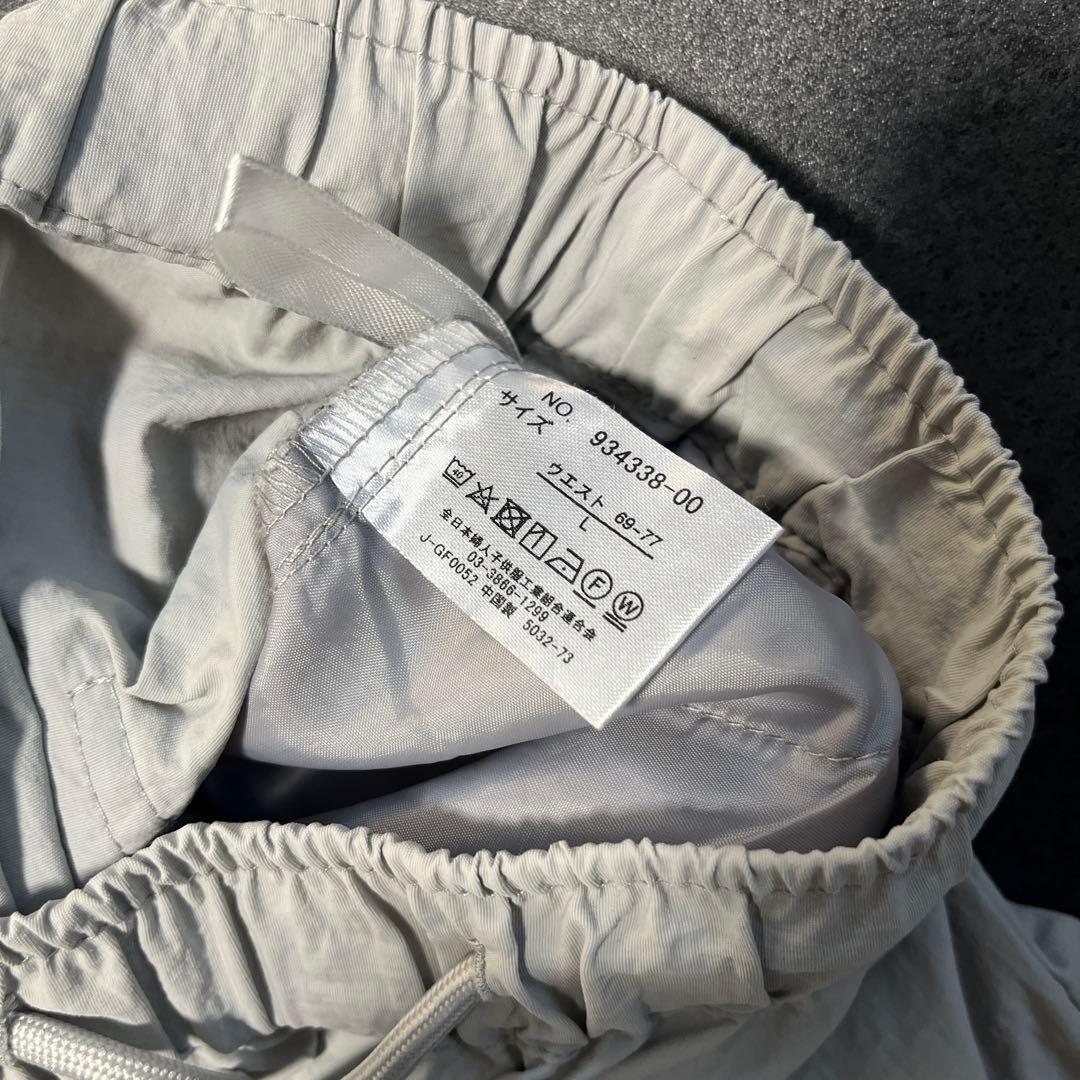 NO. 934338-00
サイズ
ウエスト 69-77
L
40 F W
全日本婦人子供服工業組合連合会
03-3866-1299
J-GF0052 中国製 5032-73